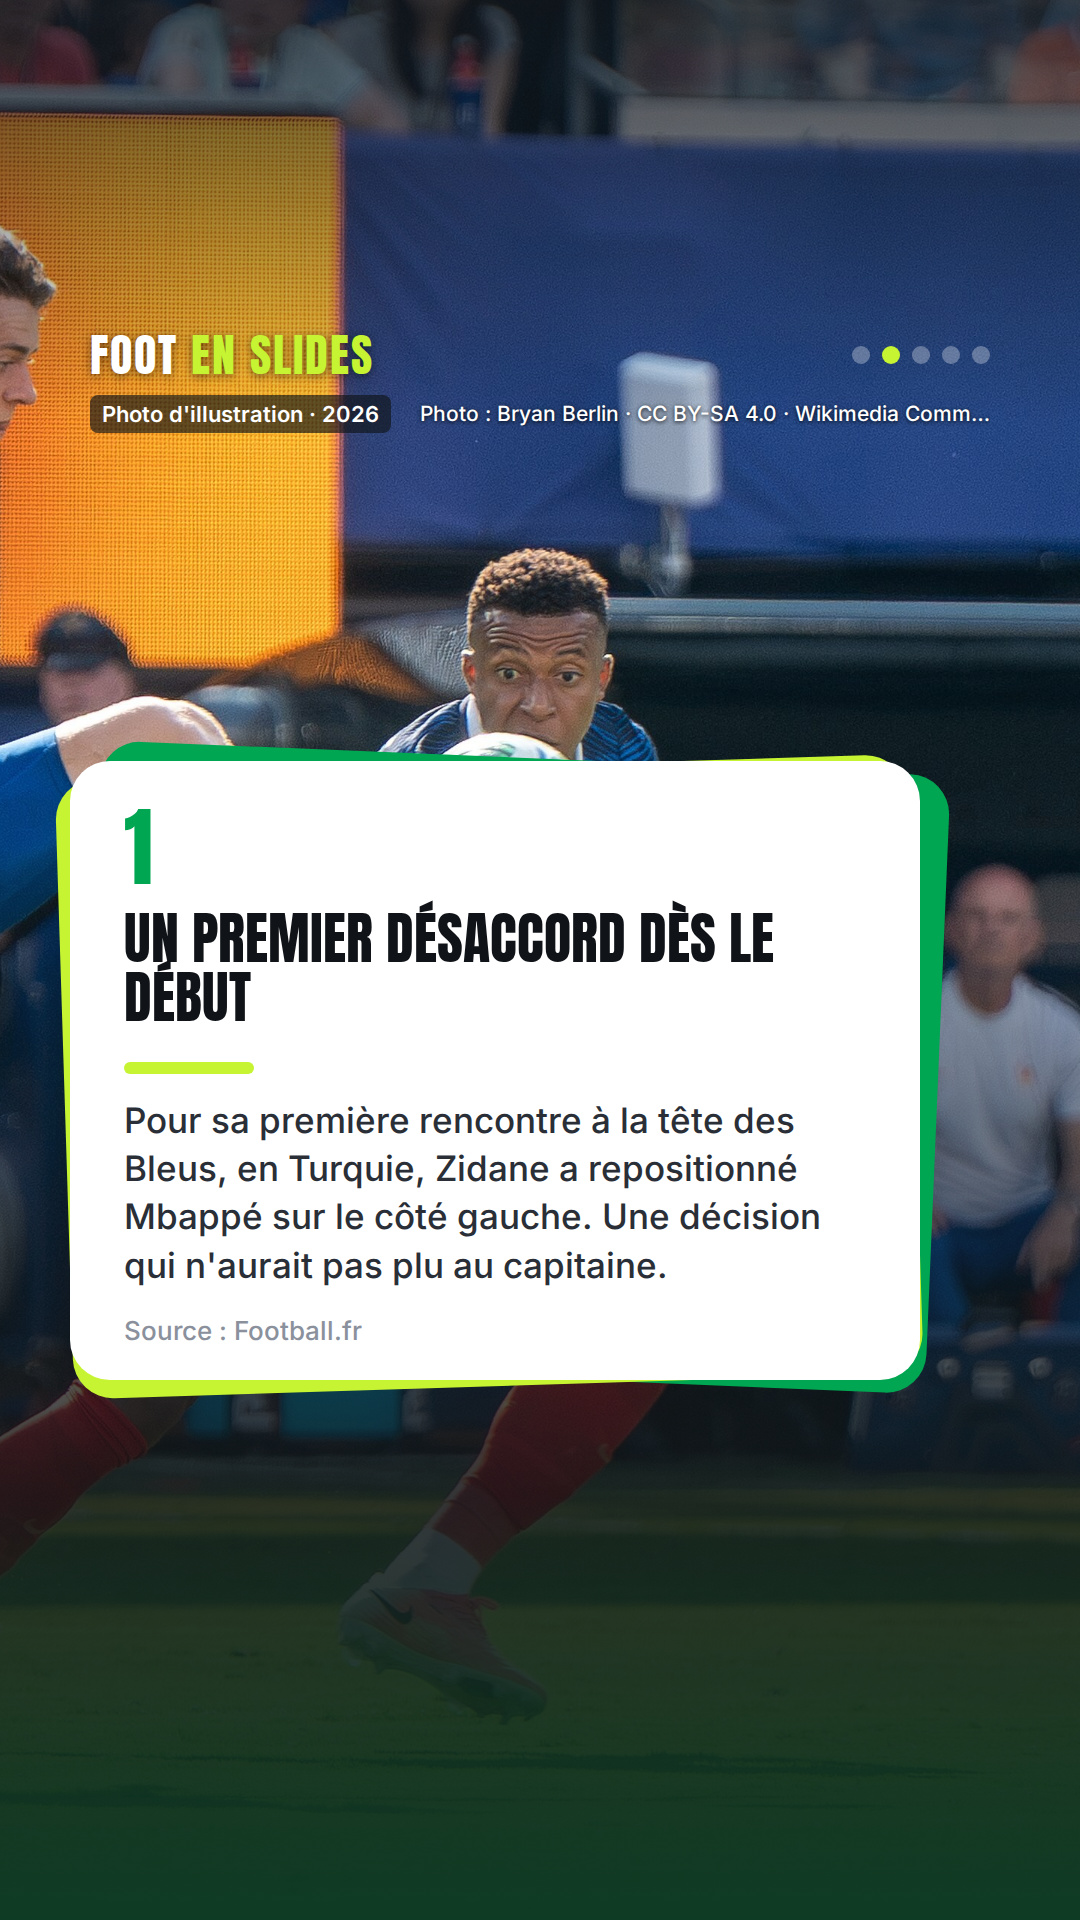 FOOT EN SLIDES
Photo d'illustration · 2026
Photo : Bryan Berlin · CC BY-SA 4.0 · Wikimedia Comm...
1
UN PREMIER DÉSACCORD DÈS LE
DÉBUT
Pour sa première rencontre à la tête des
Bleus, en Turquie, Zidane a repositionné
Mbappé sur le côté gauche. Une décision
qui n'aurait pas plu au capitaine.
Source : Football.fr